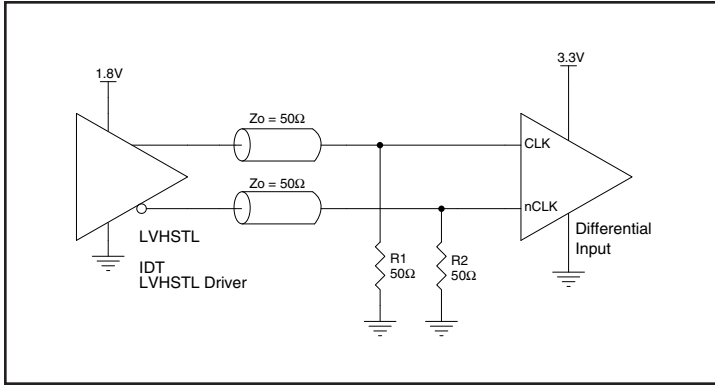 1.8V
3.3V
Zo = 50Ω
CLK
Zo = 50Ω
nCLK
LVHSTL
IDT
LVHSTL Driver
R1
50Ω
R2
50Ω
Differential
Input